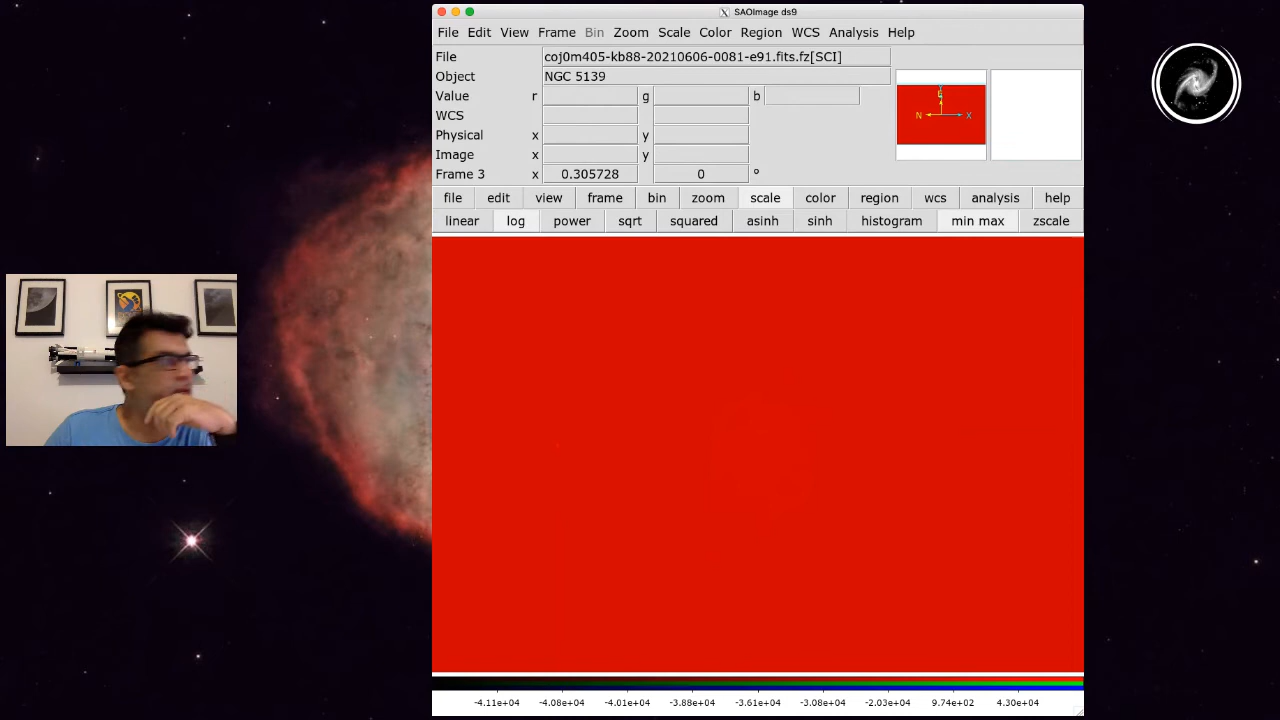 SAOImage ds9
File Edit View Frame Bin Zoom Scale Color Region WCS Analysis Help
File coj0m405-kb88-20210606-0081-e91.fits.fz[SCI]
Object NGC 5139
Value r g b
WCS
Physical x y
Image x y
Frame 3 x 0.305728 0 °
Y
E
N X
file edit view frame bin zoom scale color region wcs analysis help
linear log power sqrt squared asinh sinh histogram min max zscale
-4.11e+04 -4.08e+04 -4.01e+04 -3.88e+04 -3.61e+04 -3.08e+04 -2.03e+04 9.74e+02 4.30e+04